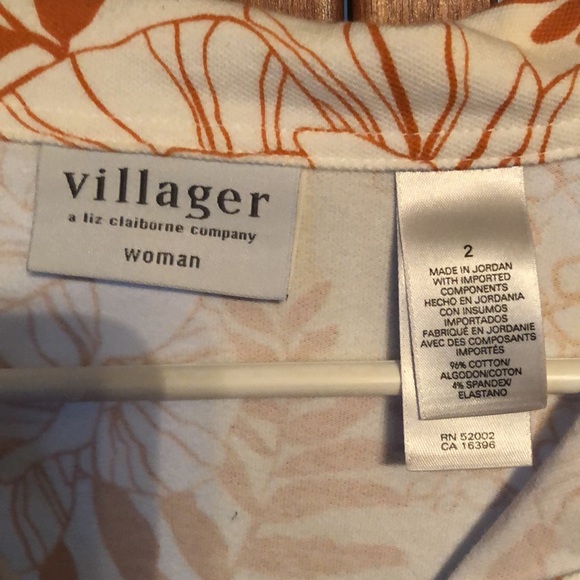 villager
a liz claiborne company
woman
2
MADE IN JORDAN
WITH IMPORTED
COMPONENTS
HECHO EN JORDANIA
CON INSUMOS
IMPORTADOS
FABRIQUÉ EN JORDANIE
AVEC DES COMPOSANTS
IMPORTÉS
96% COTTON/
ALGODON/COTON
4% SPANDEX/
ELASTANO
RN 52002
CA 16396